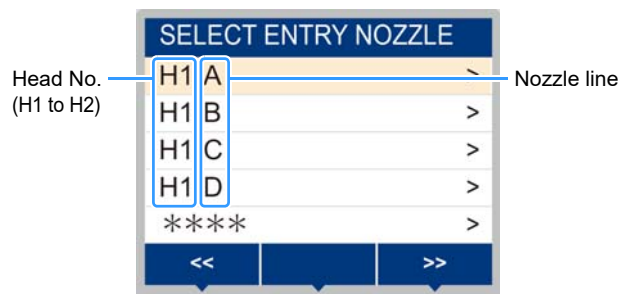 SELECT ENTRY NOZZLE
Head No.
(H1 to H2)
H1 A >
Nozzle line
H1 B >
H1 C >
H1 D >
**** >
<< >>